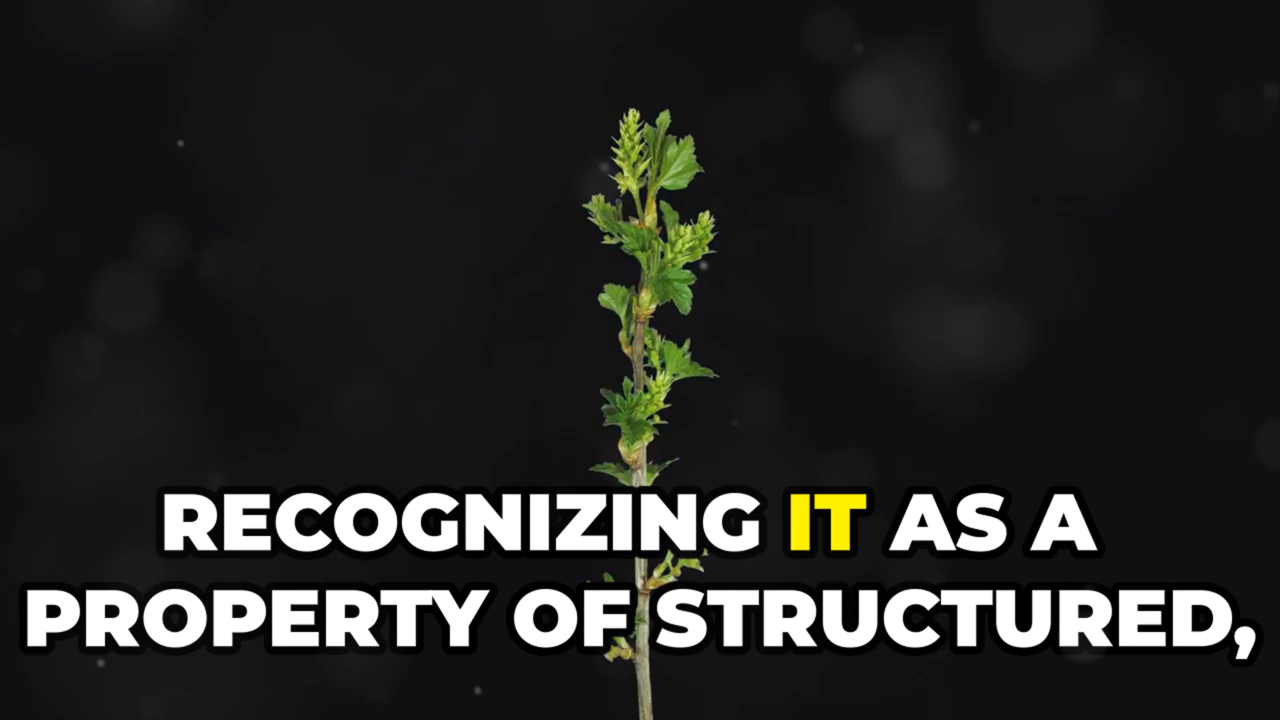 RECOGNIZING IT AS A
PROPERTY OF STRUCTURED,